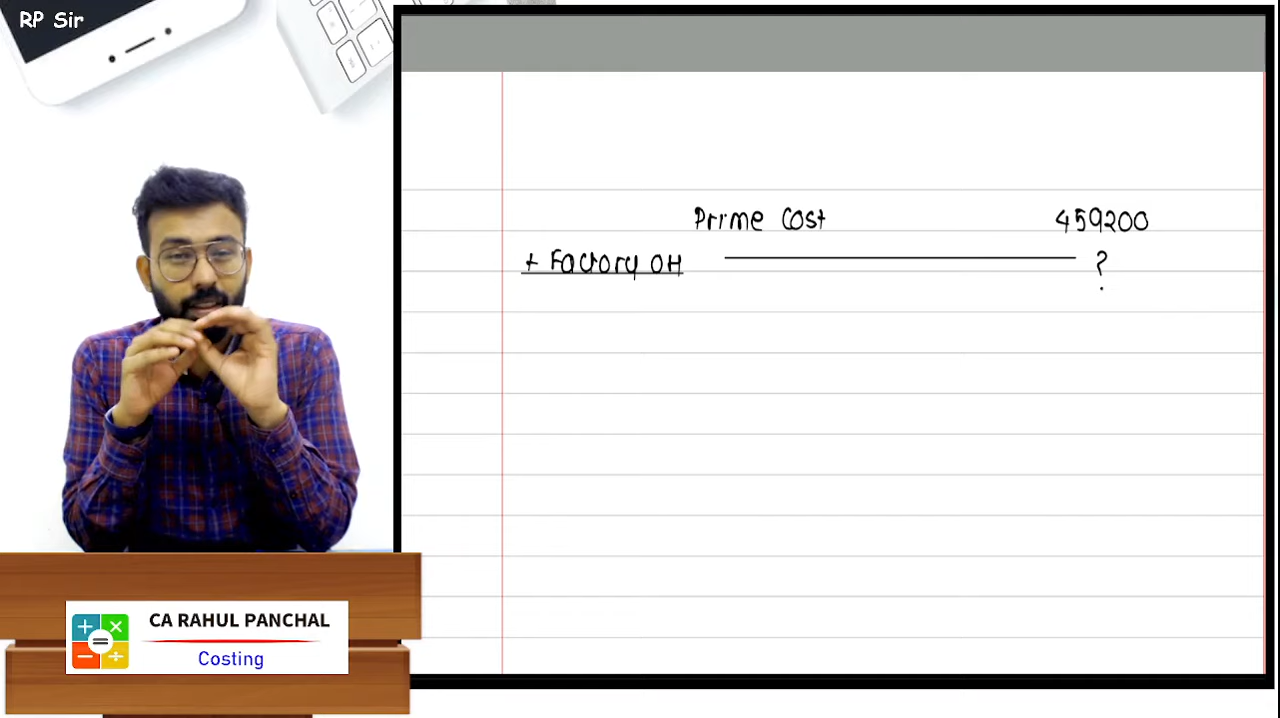 RP Sir
Prime Cost 459200
+ Factory OH ?
CA RAHUL PANCHAL
Costing